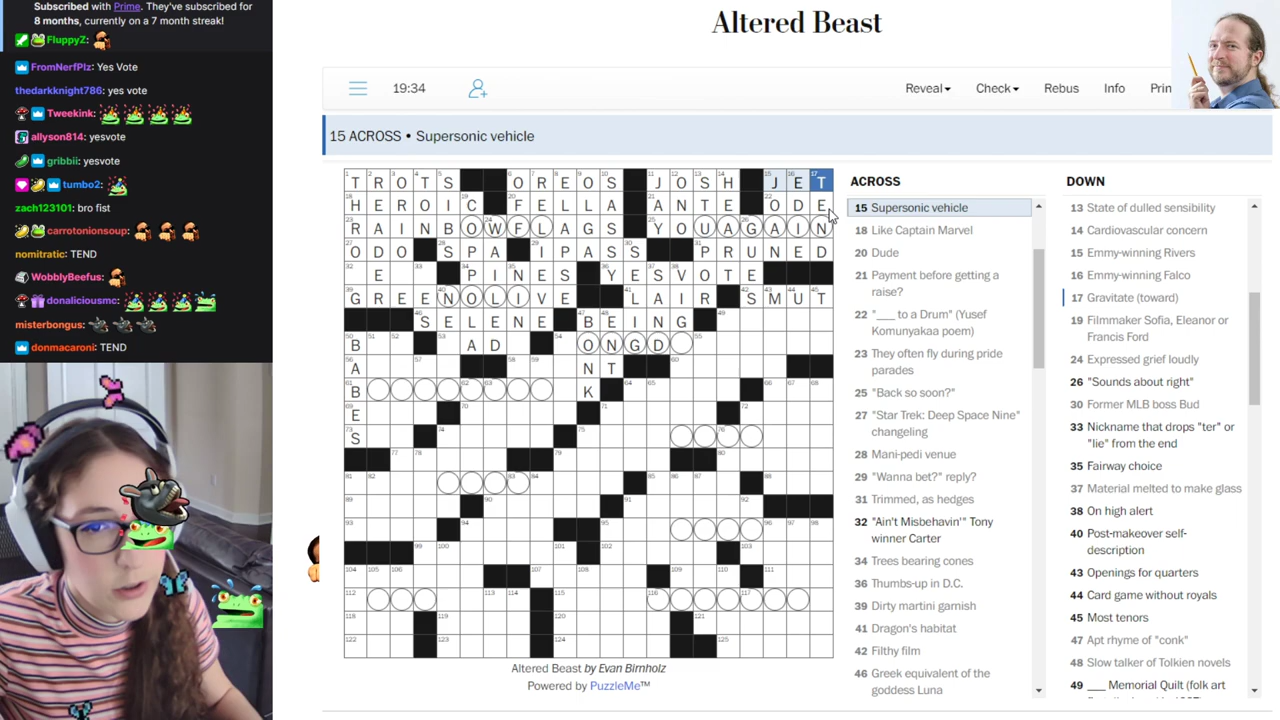 Subscribed with Prime. They've subscribed for
8 months, currently on a 7 month streak!
FluppyZ:
FromNerfPlz: Yes Vote
thedarkknight786: yes vote
Tweekink:
allyson814: yesvote
gribbii: yesvote
tumbo2:
zach123101: bro fist
carrotionsoup:
nomitratic: TEND
WobblyBeefus:
donaliciousmc:
misterbongus:
donmacaroni: TEND
Altered Beast
19:34
Reveal
Check
Rebus
Info
Prin
15 ACROSS • Supersonic vehicle
T R O T S O R E O S J O S H J E T
H E R O I C F E L L A A N T E O D E
R A I N B O W F L A G S Y O U A G A I N
O D O S P A I P A S S P R U N E D
E P I N E S Y E S V O T E
G R E E N O L I V E L A I R S M U T
S E L E N E B E I N G
B A D O N G D
A N T
B K
E
S
Altered Beast by Evan Birnholz
Powered by PuzzleMe™
ACROSS
15 Supersonic vehicle
18 Like Captain Marvel
20 Dude
21 Payment before getting a
raise?
22 "___ to a Drum" (Yusef
Komunyakaa poem)
23 They often fly during pride
parades
25 "Back so soon?"
27 "Star Trek: Deep Space Nine"
changeling
28 Mani-pedi venue
29 "Wanna bet?" reply?
31 Trimmed, as hedges
32 "Ain't Misbehavin'" Tony
winner Carter
34 Trees bearing cones
36 Thumbs-up in D.C.
39 Dirty martini garnish
41 Dragon's habitat
42 Filthy film
46 Greek equivalent of the
goddess Luna
DOWN
13 State of dulled sensibility
14 Cardiovascular concern
15 Emmy-winning Rivers
16 Emmy-winning Falco
17 Gravitate (toward)
19 Filmmaker Sofia, Eleanor or
Francis Ford
24 Expressed grief loudly
26 "Sounds about right"
30 Former MLB boss Bud
33 Nickname that drops "ter" or
"lie" from the end
35 Fairway choice
37 Material melted to make glass
38 On high alert
40 Post-makeover self-
description
43 Openings for quarters
44 Card game without royals
45 Most tenors
47 Apt rhyme of "conk"
48 Slow talker of Tolkien novels
49 ___ Memorial Quilt (folk art